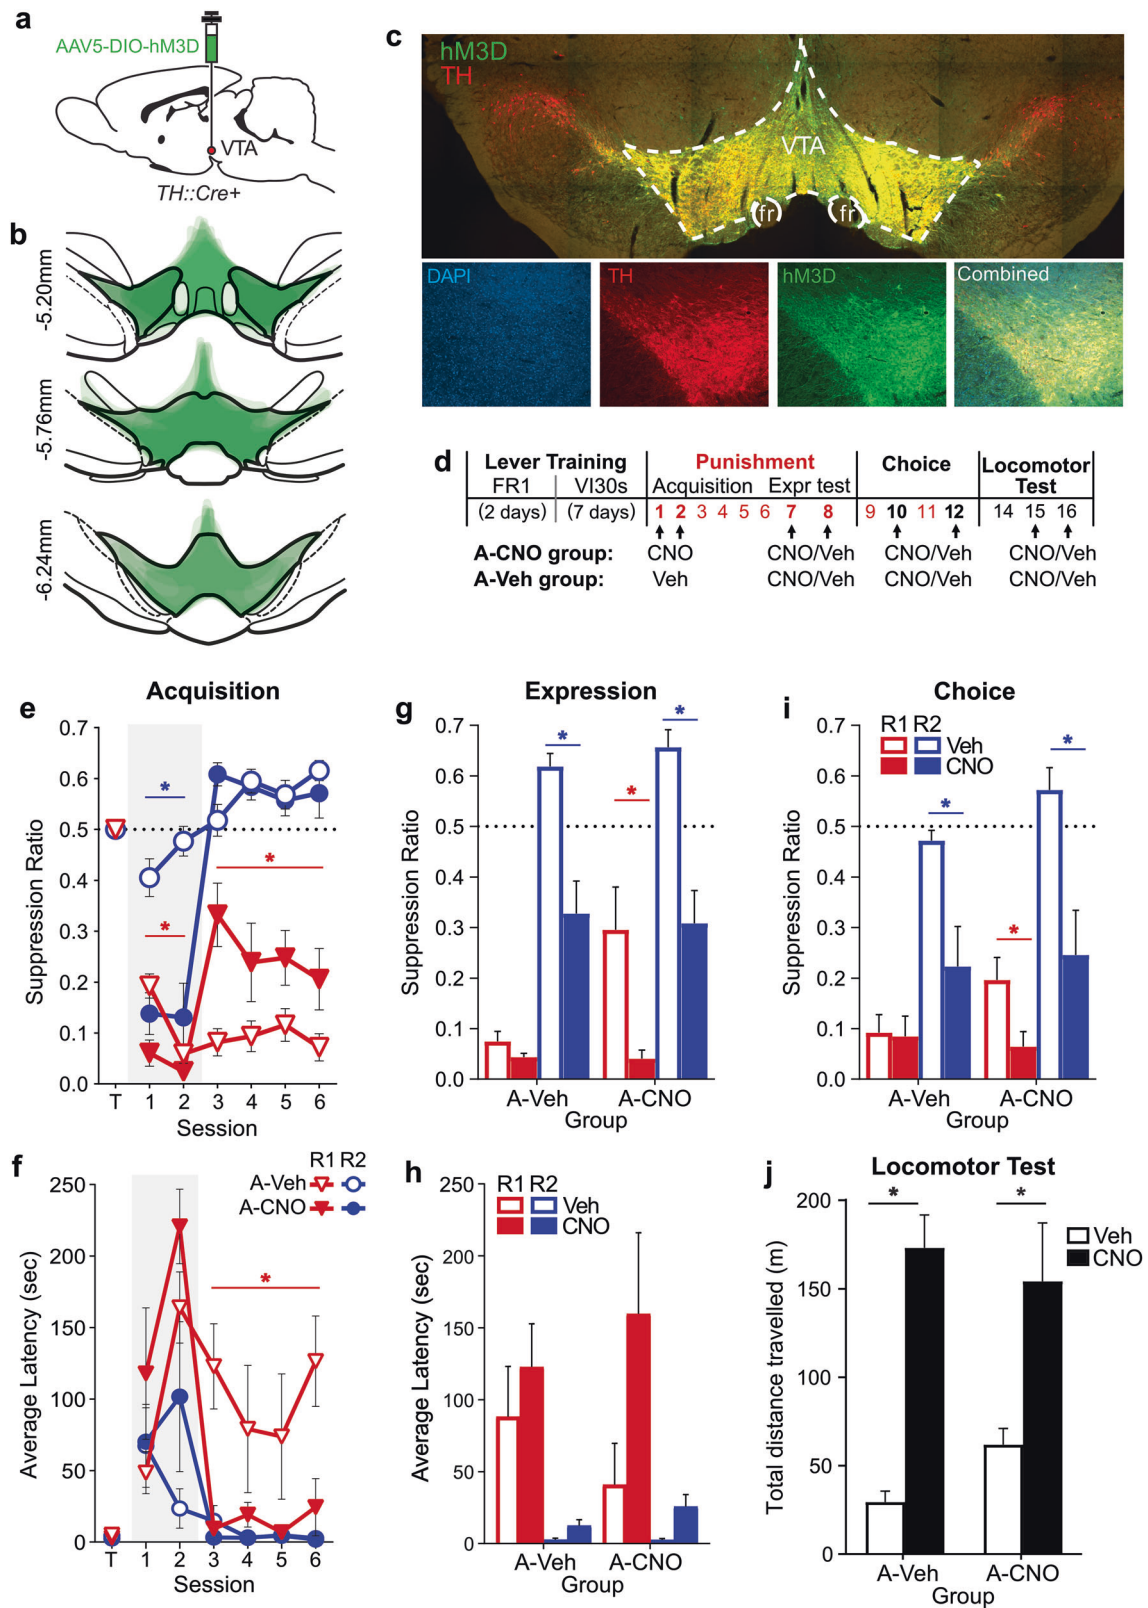 a
AAV5-DIO-hM3D
VTA
TH::Cre+
b
-5.20mm
-5.76mm
-6.24mm
c
hM3D
TH
VTA
fr fr
DAPI TH hM3D Combined
d
Lever Training Punishment Choice Locomotor Test
FR1 VI30s Acquisition Expr test
(2 days) (7 days) 1 2 3 4 5 6 7 8 9 10 11 12 14 15 16
A-CNO group: CNO CNO/Veh CNO/Veh CNO/Veh
A-Veh group: Veh CNO/Veh CNO/Veh CNO/Veh
Acquisition
e
Suppression Ratio
0.7
0.6
0.5
0.4
0.3
0.2
0.1
0.0
* * *
T 1 2 3 4 5 6
Session
Expression
g
Suppression Ratio
0.7
0.6
0.5
0.4
0.3
0.2
0.1
0.0
* * *
A-Veh A-CNO
Group
Choice
i
R1 R2
Veh
CNO
Suppression Ratio
0.7
0.6
0.5
0.4
0.3
0.2
0.1
0.0
* * *
A-Veh A-CNO
Group
f
R1 R2
A-Veh
A-CNO
Average Latency (sec)
250
200
150
100
50
0
*
T 1 2 3 4 5 6
Session
h
R1 R2
Veh
CNO
Average Latency (sec)
250
200
150
100
50
0
A-Veh A-CNO
Group
j
Locomotor Test
Veh
CNO
Total distance travelled (m)
200
150
100
50
0
* *
A-Veh A-CNO
Group